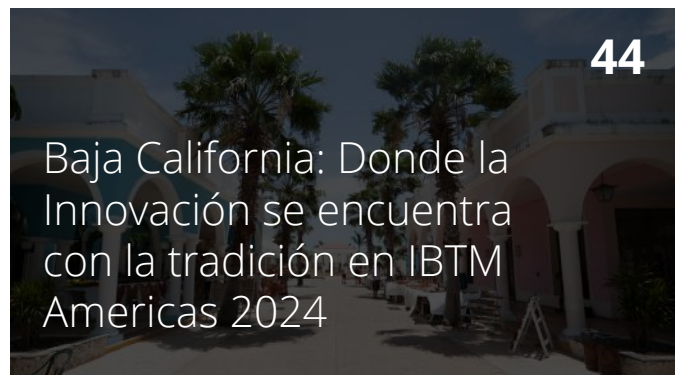 44
Baja California: Donde la
Innovación se encuentra
con la tradición en IBTM
Americas 2024